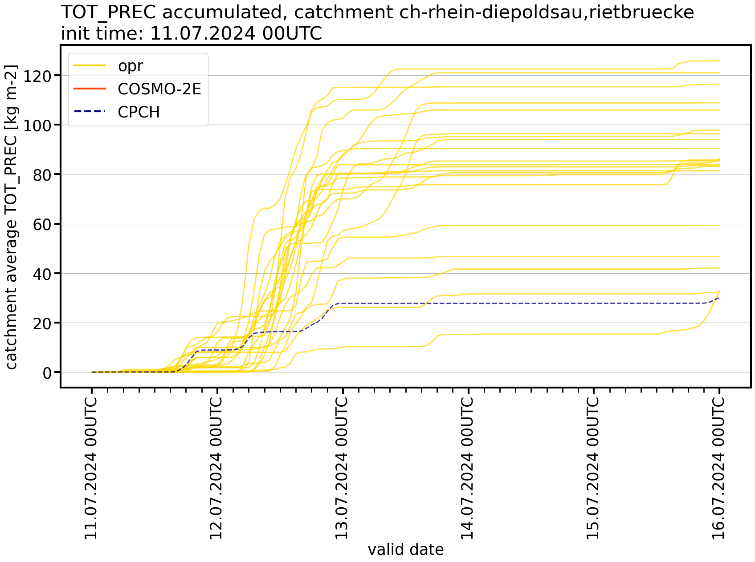 TOT_PREC accumulated, catchment ch-rhein-diepoldsau,rietbruecke
init time: 11.07.2024 00UTC
opr
COSMO-2E
CPCH
catchment average TOT_PREC [kg m-2]
120
100
80
60
40
20
0
11.07.2024 00UTC
12.07.2024 00UTC
13.07.2024 00UTC
14.07.2024 00UTC
15.07.2024 00UTC
16.07.2024 00UTC
valid date